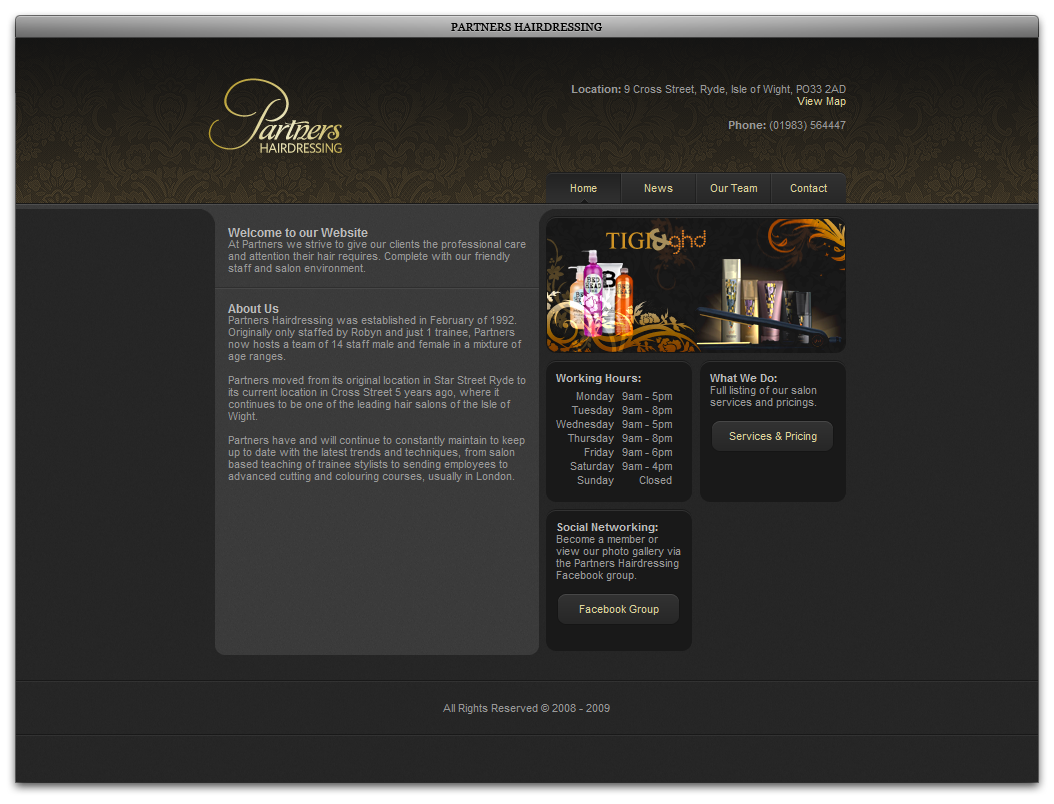 PARTNERS HAIRDRESSING
Partners
HAIRDRESSING
Location: 9 Cross Street, Ryde, Isle of Wight, PO33 2AD
View Map
Phone: (01983) 564447
Home News Our Team Contact
Welcome to our Website
At Partners we strive to give our clients the professional care
and attention their hair requires. Complete with our friendly
staff and salon environment.
About Us
Partners Hairdressing was established in February of 1992.
Originally only staffed by Robyn and just 1 trainee, Partners
now hosts a team of 14 staff male and female in a mixture of
age ranges.
Partners moved from its original location in Star Street Ryde to
its current location in Cross Street 5 years ago, where it
continues to be one of the leading hair salons of the Isle of
Wight.
Partners have and will continue to constantly maintain to keep
up to date with the latest trends and techniques, from salon
based teaching of trainee stylists to sending employees to
advanced cutting and colouring courses, usually in London.
TIGI & ghd
BED HEAD
B
BED HEAD
Working Hours:
Monday 9am - 5pm
Tuesday 9am - 8pm
Wednesday 9am - 5pm
Thursday 9am - 8pm
Friday 9am - 6pm
Saturday 9am - 4pm
Sunday Closed
What We Do:
Full listing of our salon
services and pricings.
Services & Pricing
Social Networking:
Become a member or
view our photo gallery via
the Partners Hairdressing
Facebook group.
Facebook Group
All Rights Reserved © 2008 - 2009